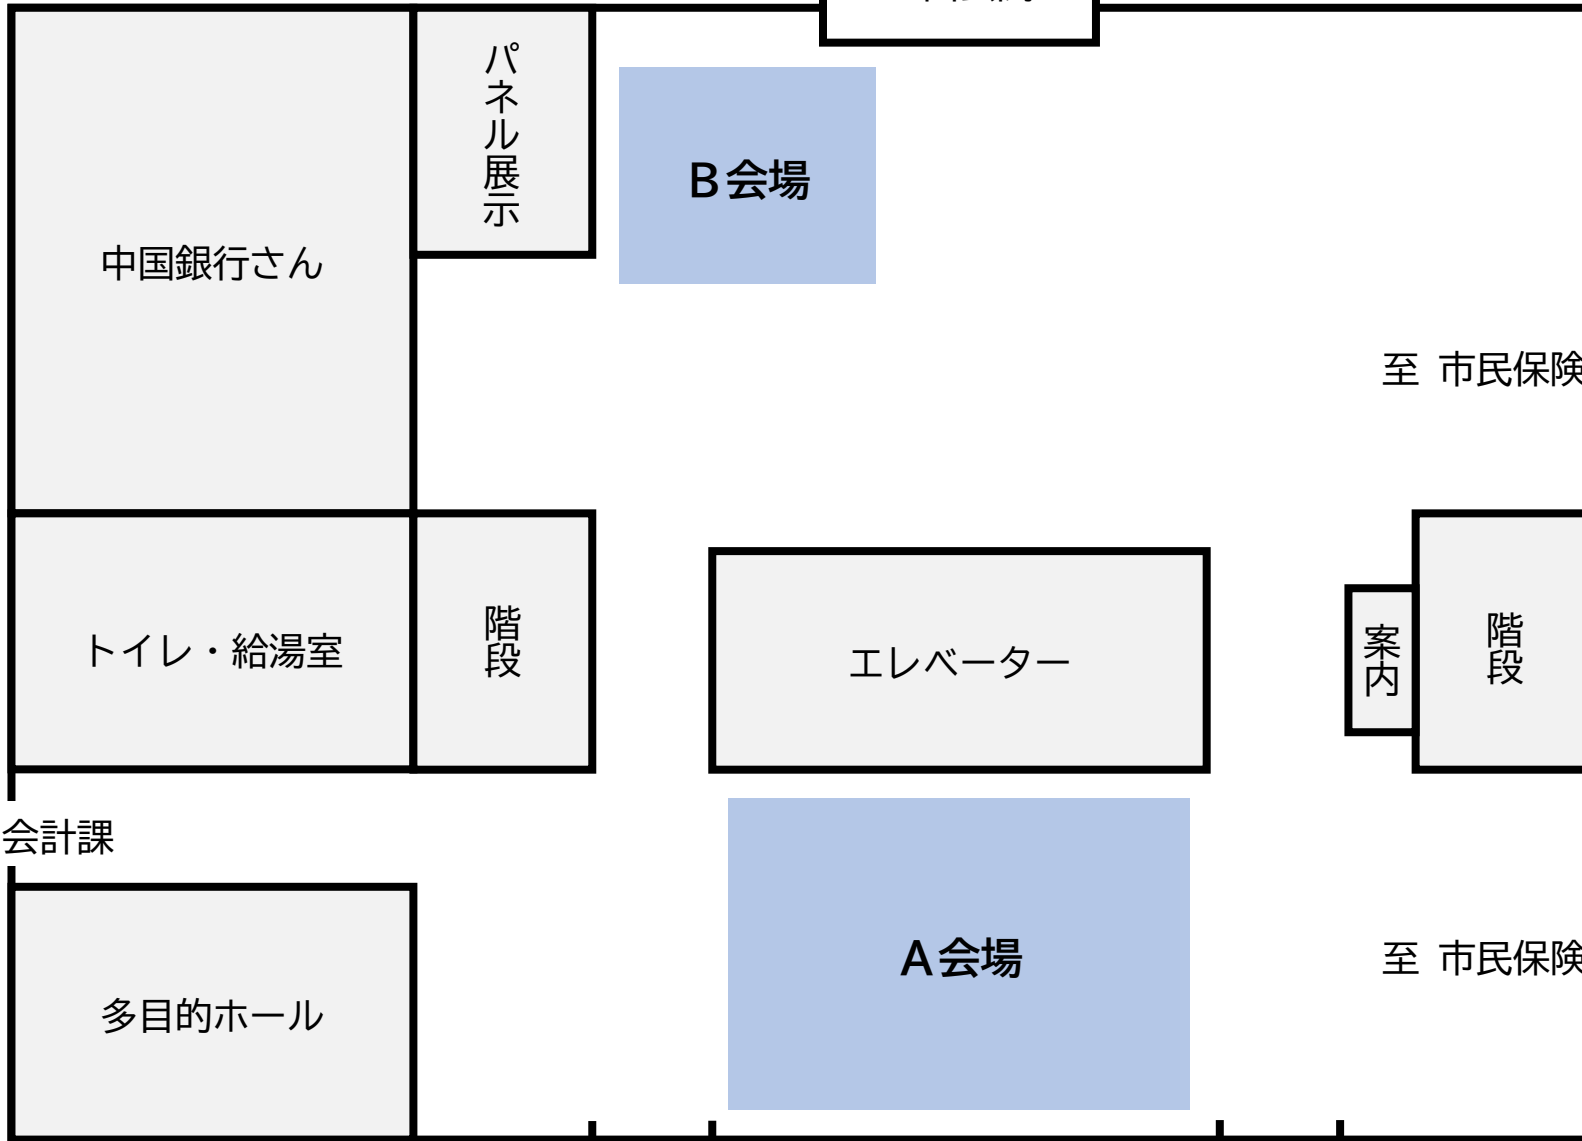 パネル展示
B会場
中国銀行さん
至 市民保険
トイレ・給湯室
階段
エレベーター
案内
階段
会計課
A会場
至 市民保険
多目的ホール